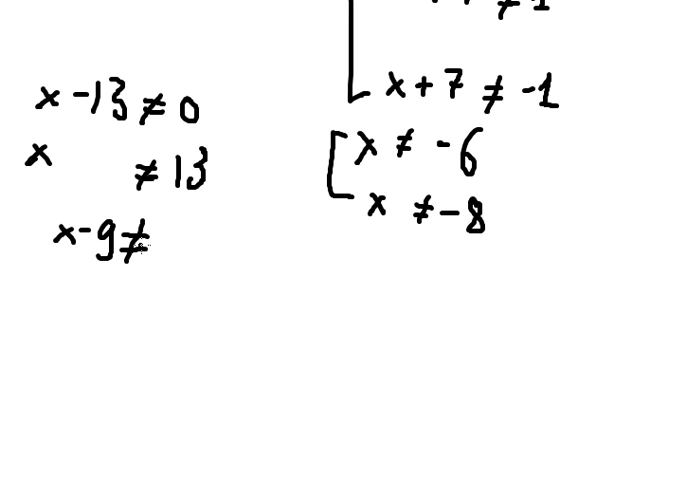 x - 13 ≠ 0
x ≠ 13
x - 9 ≠
x + 7 ≠ -1
x ≠ -6
x ≠ -8